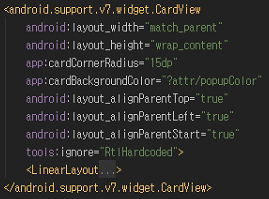 <android.support.v7.widget.CardView
android:layout_width="match_parent"
android:layout_height="wrap_content"
app:cardCornerRadius="15dp"
app:cardBackgroundColor="?attr/popupColor"
android:layout_alignParentTop="true"
android:layout_alignParentLeft="true"
android:layout_alignParentStart="true"
tools:ignore="RtlHardcoded">
<LinearLayout...>
</android.support.v7.widget.CardView>